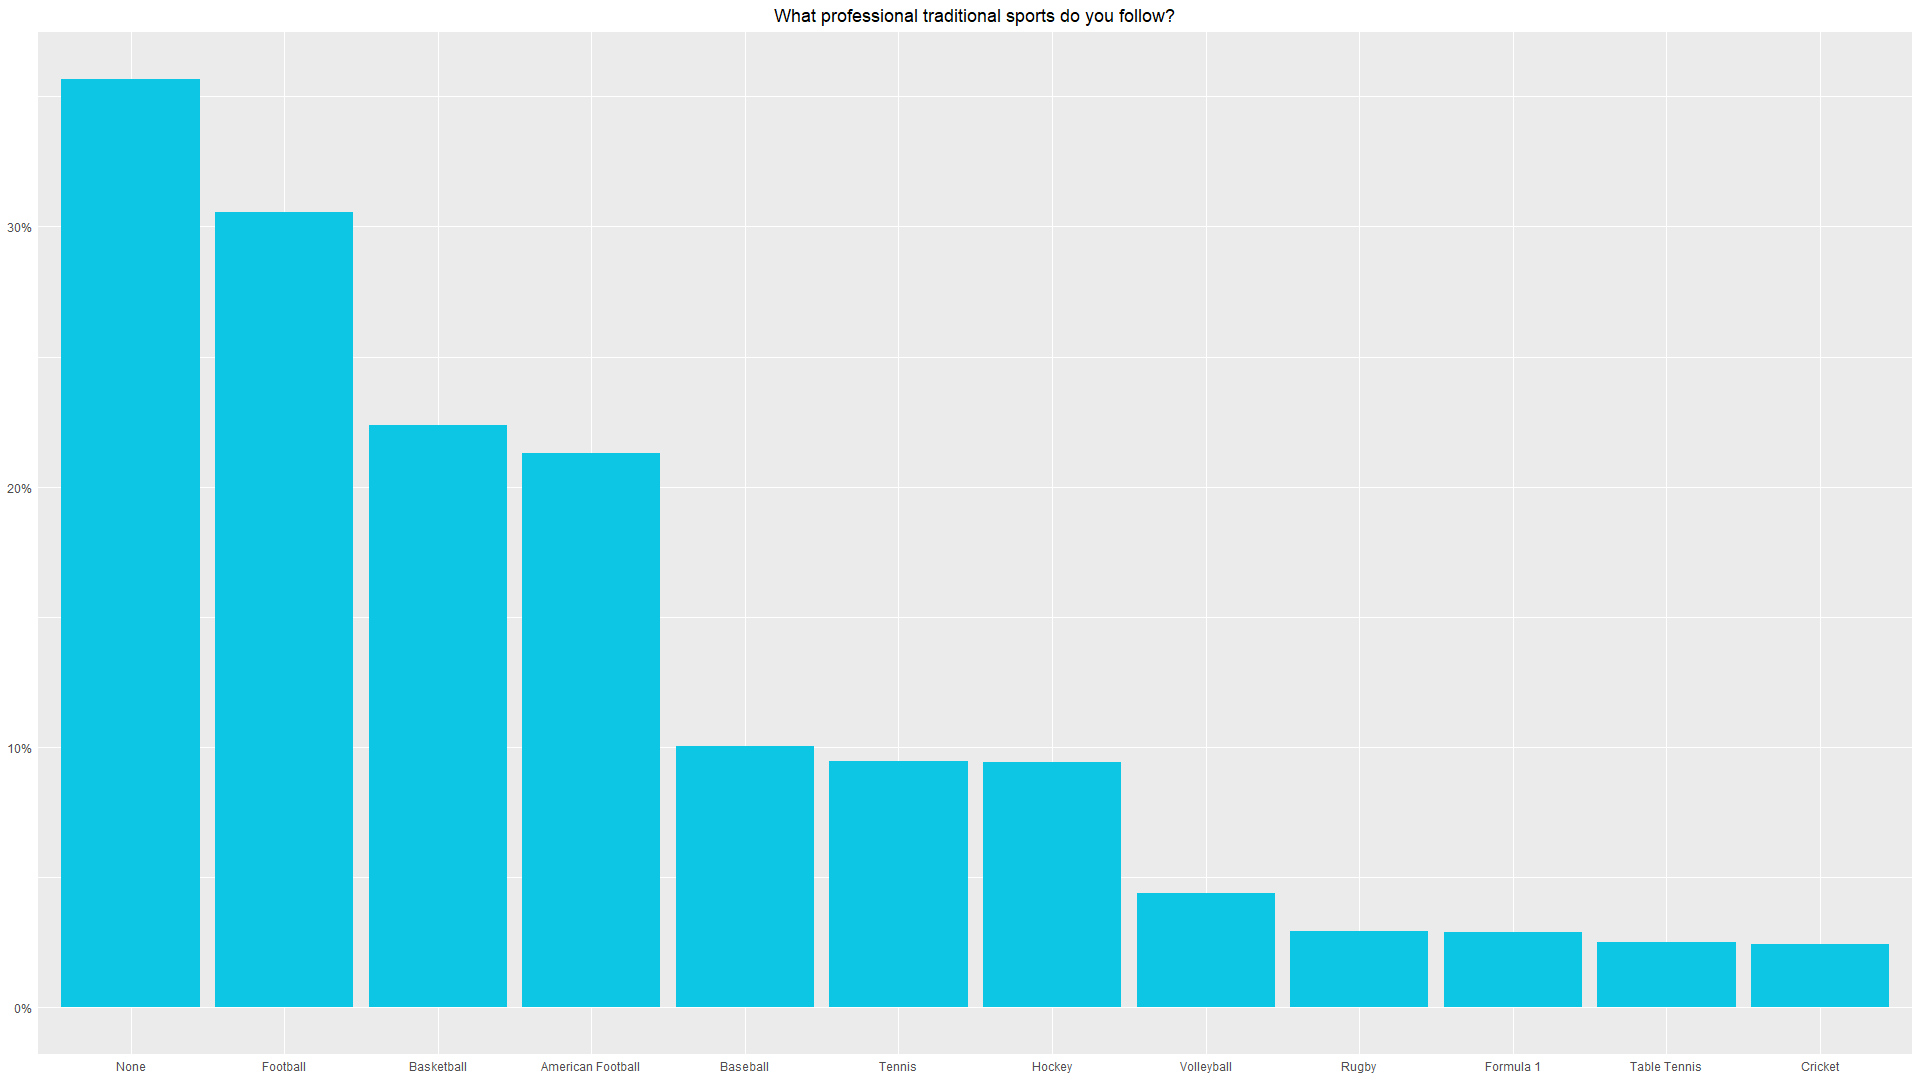 What professional traditional sports do you follow?
30%
20%
10%
0%
None Football Basketball American Football Baseball Tennis Hockey Volleyball Rugby Formula 1 Table Tennis Cricket